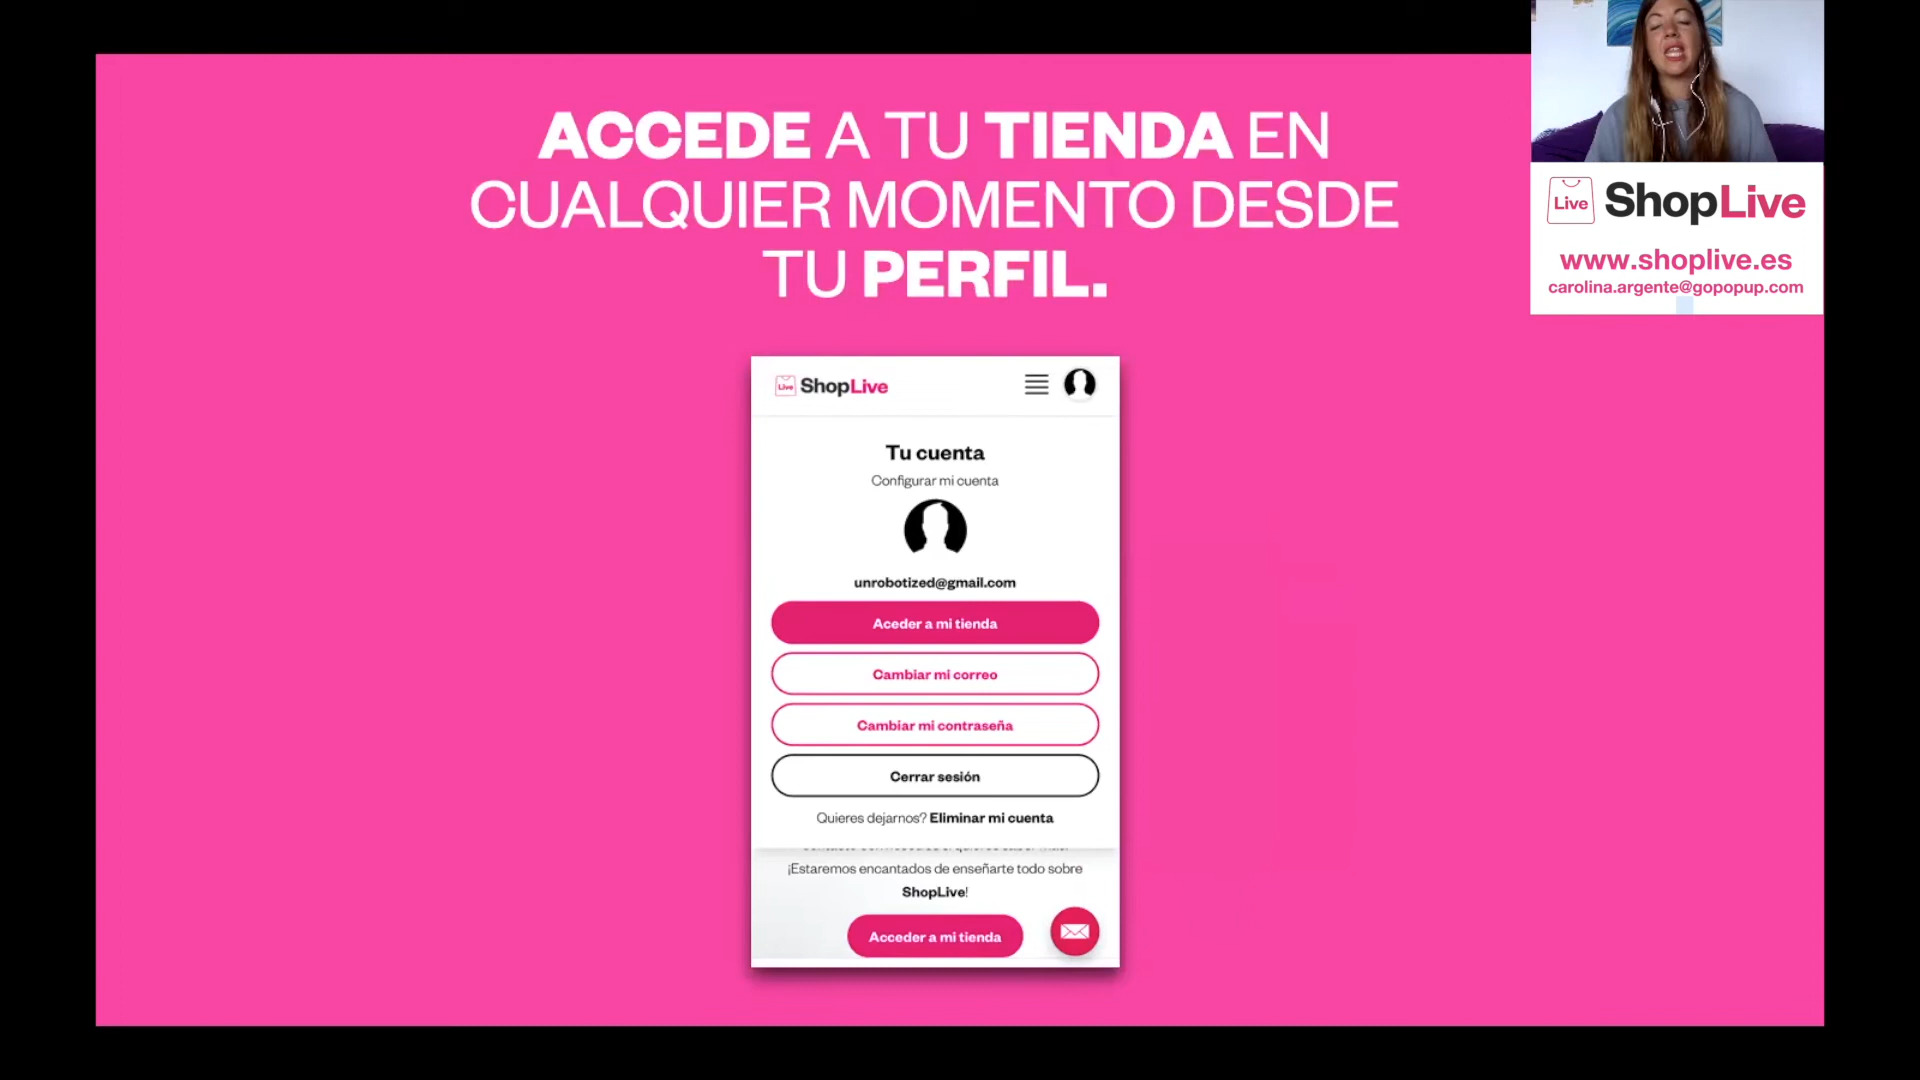 ACCEDE A TU TIENDA EN
CUALQUIER MOMENTO DESDE
TU PERFIL.
Live ShopLive
www.shoplive.es
carolina.argente@gopopup.com
Live ShopLive
Tu cuenta
Configurar mi cuenta
unrobotized@gmail.com
Aceder a mi tienda
Cambiar mi correo
Cambiar mi contraseña
Cerrar sesión
Quieres dejarnos? Eliminar mi cuenta
¡Estaremos encantados de enseñarte todo sobre
ShopLive!
Acceder a mi tienda